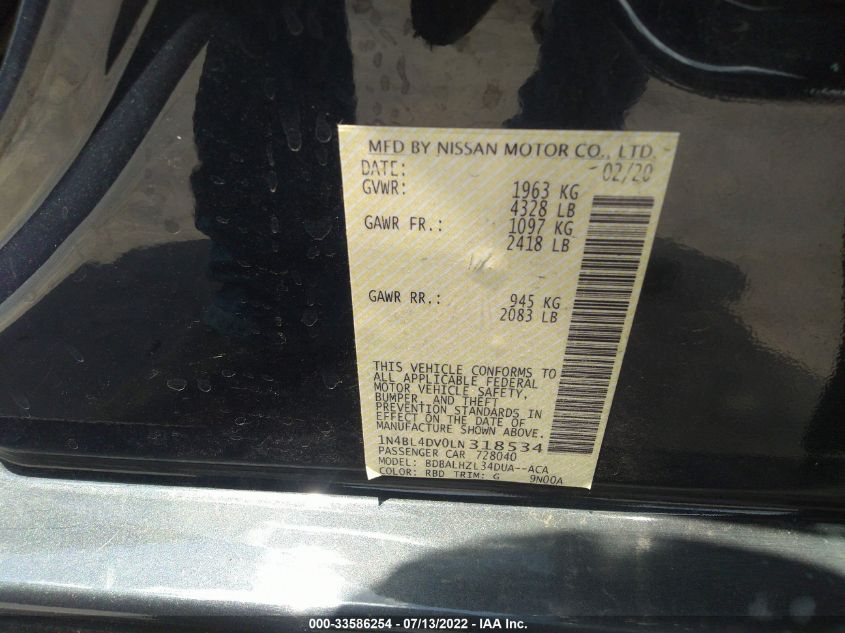 MFD BY NISSAN MOTOR CO., LTD.
DATE: 02/20
GVWR: 1963 KG
4328 LB
GAWR FR.: 1097 KG
2418 LB
GAWR RR.: 945 KG
2083 LB
THIS VEHICLE CONFORMS TO
ALL APPLICABLE FEDERAL
MOTOR VEHICLE SAFETY,
BUMPER, AND THEFT
PREVENTION STANDARDS IN
EFFECT ON THE DATE OF
MANUFACTURE SHOWN ABOVE.
1N4BL4DV0LN318534
PASSENGER CAR 728040
MODEL: BDBALHZL34DUA--ACA
COLOR: RBD TRIM: G 9N00A
000-33586254 - 07/13/2022 - IAA Inc.